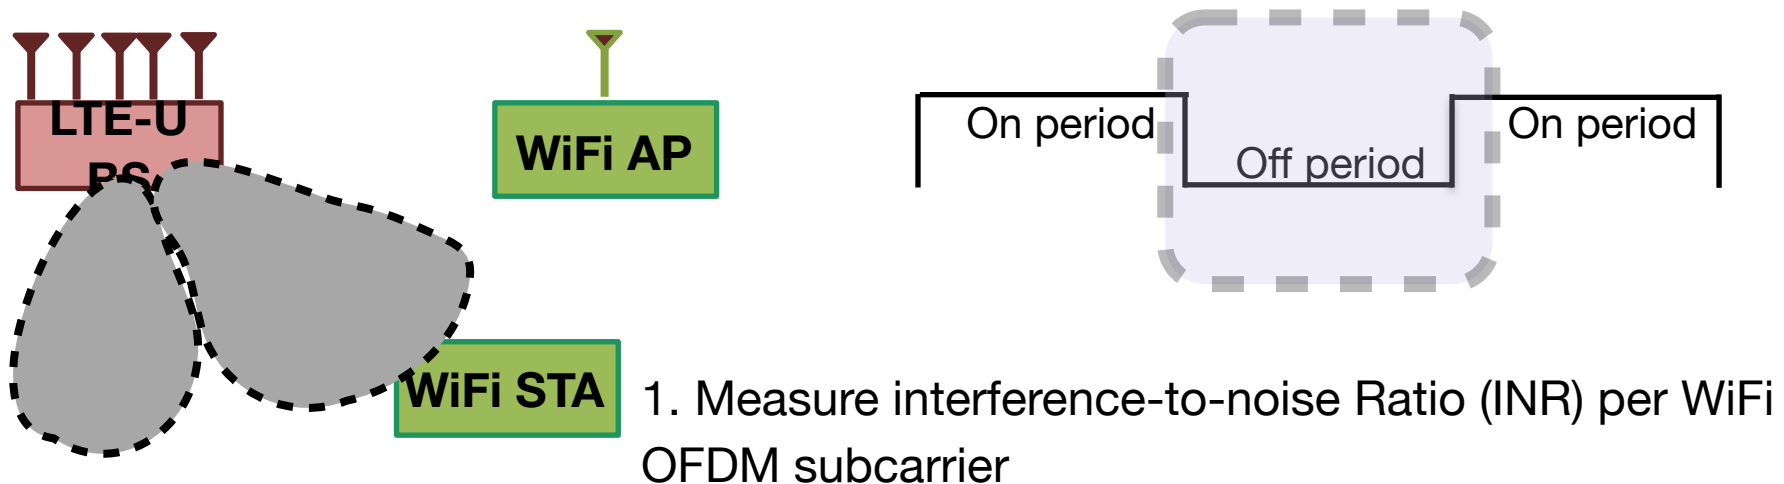 LTE-U
BS
WiFi AP
On period
Off period
On period
WiFi STA
1. Measure interference-to-noise Ratio (INR) per WiFi
OFDM subcarrier